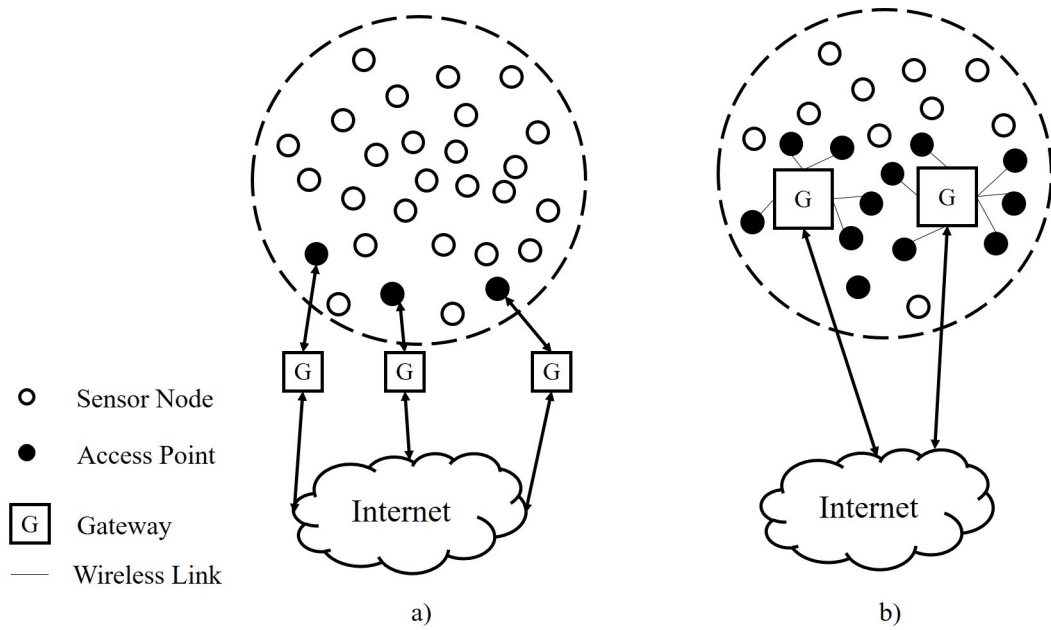 G
G
G
G
G
Sensor Node
Access Point
G
Gateway
Wireless Link
Internet
Internet
a)
b)